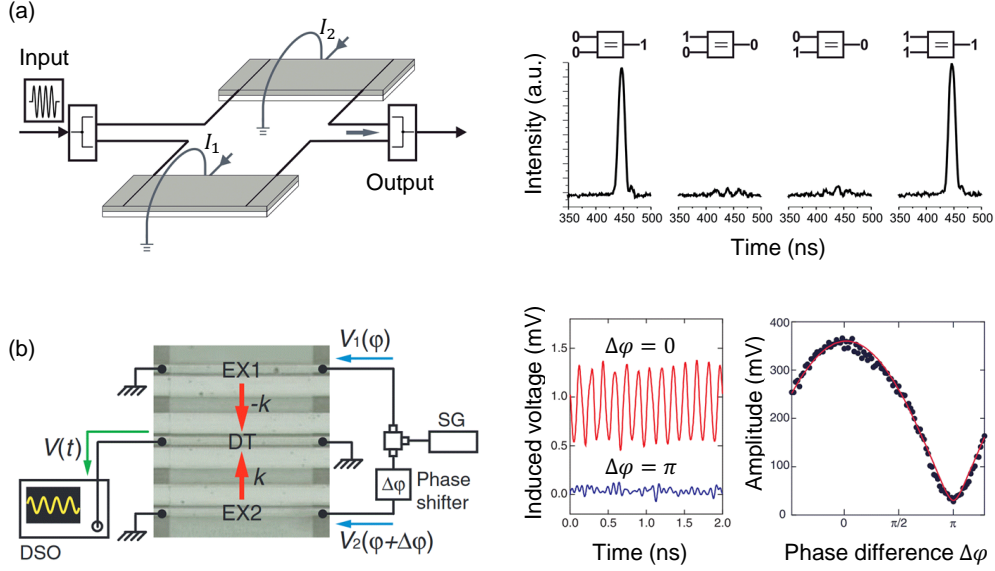 (a)
I₂
Input
I₁
Output
0
0
=
1
1
0
=
0
0
1
=
0
1
1
=
1
Intensity (a.u.)
350 400 450 500
350 400 450 500
350 400 450 500
350 400 450 500
Time (ns)
(b)
V₁(φ)
EX1
-k
SG
V(t)
DT
k
Δφ
Phase
shifter
EX2
DSO
V₂(φ+Δφ)
Induced voltage (mV)
1.5
1.0
0.5
0.0
Δφ = 0
Δφ = π
0.0 0.5 1.0 1.5 2.0
Time (ns)
Amplitude (mV)
400
300
200
100
0
0 π/2 π
Phase difference Δφ